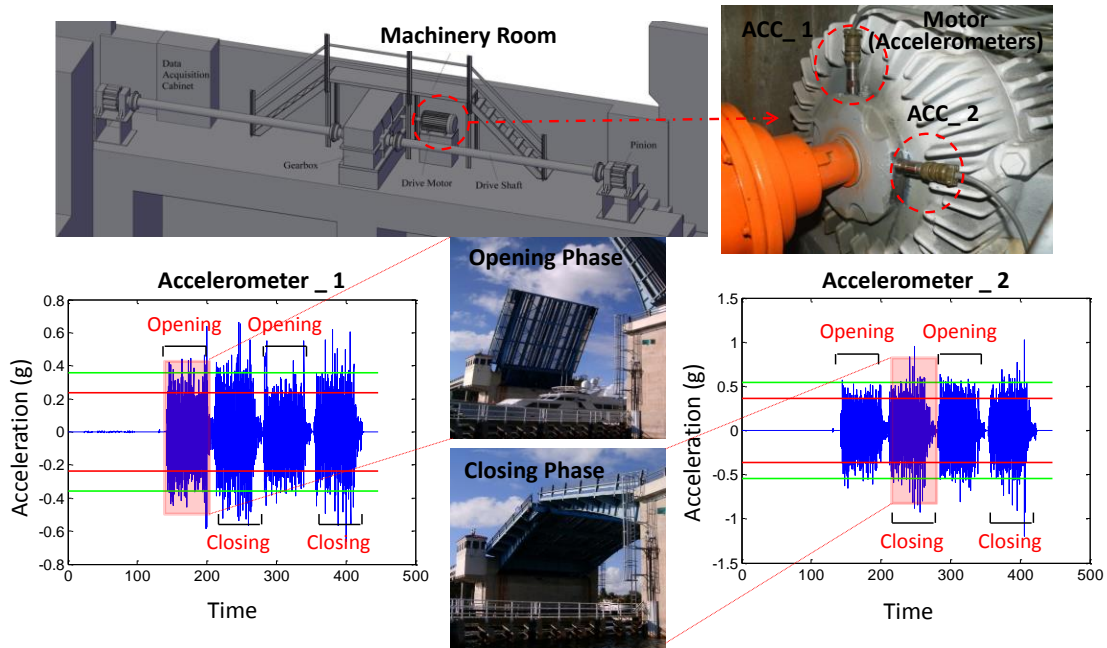 Machinery Room
Data
Acquisition
Cabinet
Gearbox
Drive Motor
Drive Shaft
Pinion
ACC_ 1
Motor
(Accelerometers)
ACC_ 2
Accelerometer _ 1
Acceleration (g)
0.8
0.6
0.4
0.2
0
-0.2
-0.4
-0.6
-0.8
Opening
Opening
Closing
Closing
0
100
200
300
400
500
Time
Opening Phase
Closing Phase
Accelerometer _ 2
Acceleration (g)
1.5
1
0.5
0
-0.5
-1
-1.5
Opening
Opening
Closing
Closing
0
100
200
300
400
500
Time